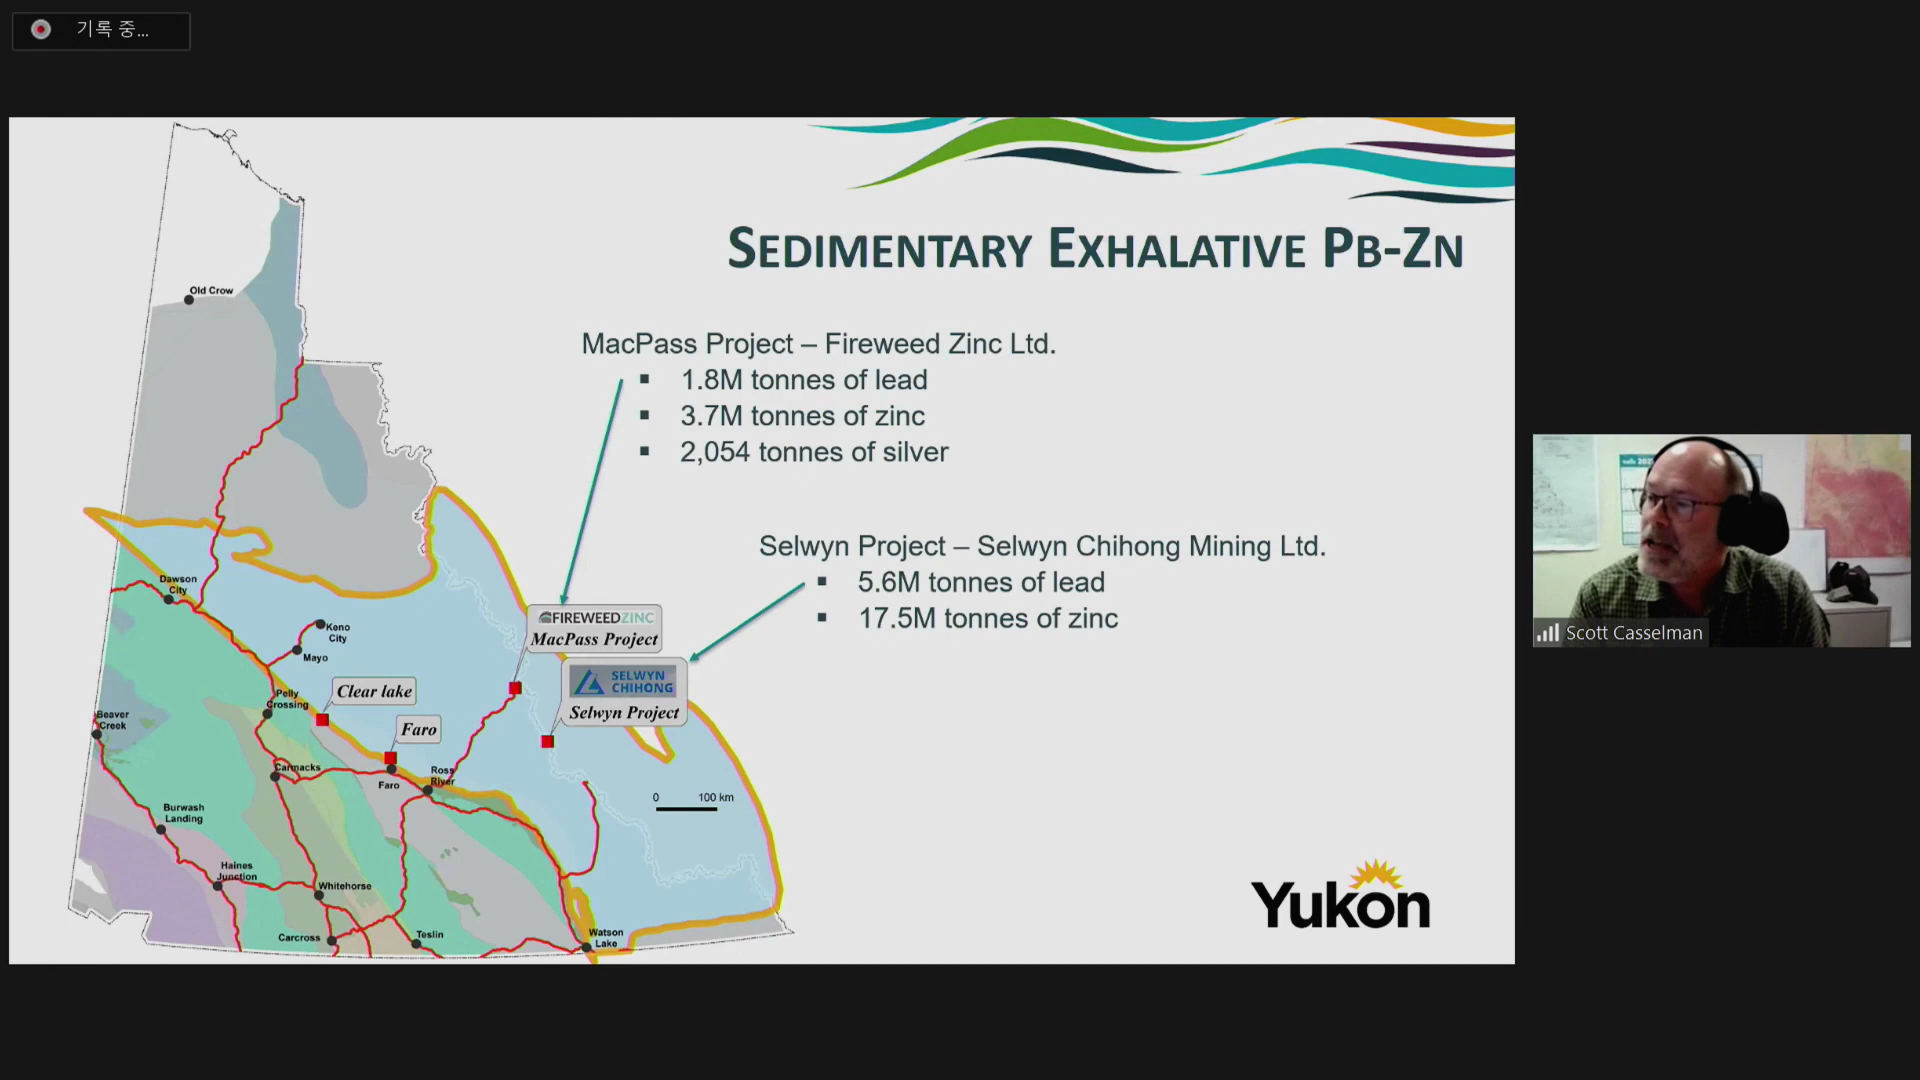 기록 중...
SEDIMENTARY EXHALATIVE PB-ZN
MacPass Project – Fireweed Zinc Ltd.
▪ 1.8M tonnes of lead
▪ 3.7M tonnes of zinc
▪ 2,054 tonnes of silver
Selwyn Project – Selwyn Chihong Mining Ltd.
▪ 5.6M tonnes of lead
▪ 17.5M tonnes of zinc
Old Crow
Dawson
City
Keno
City
Mayo
FIREWEEDZINC
MacPass Project
SELWYN
CHIHONG
Selwyn Project
Clear lake
Pelly
Crossing
Faro
Beaver
Creek
Carmacks
Faro
Ross
River
0 100 km
Burwash
Landing
Haines
Junction
Whitehorse
Carcross
Teslin
Watson
Lake
Yukon
Scott Casselman